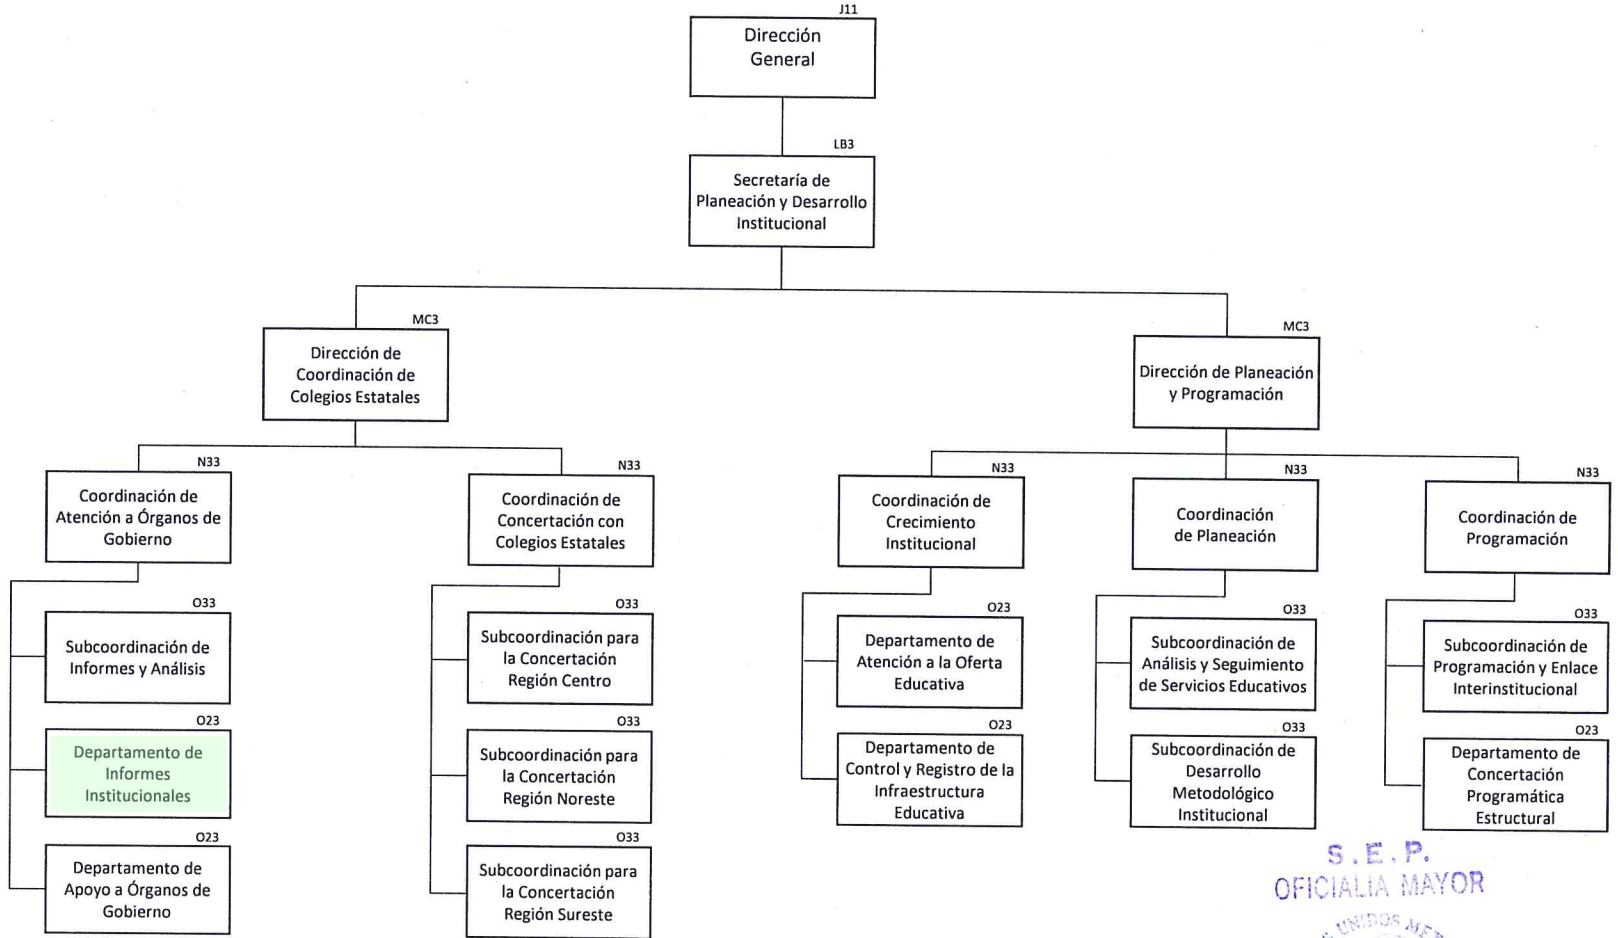 J11
Dirección
General
LB3
Secretaría de
Planeación y Desarrollo
Institucional
MC3
Dirección de
Coordinación de
Colegios Estatales
MC3
Dirección de Planeación
y Programación
N33
Coordinación de
Atención a Órganos de
Gobierno
N33
Coordinación de
Concertación con
Colegios Estatales
N33
Coordinación de
Crecimiento
Institucional
N33
Coordinación
de Planeación
N33
Coordinación de
Programación
O33
Subcoordinación de
Informes y Análisis
O23
Departamento de
Informes
Institucionales
O23
Departamento de
Apoyo a Órganos de
Gobierno
O33
Subcoordinación para
la Concertación
Región Centro
O33
Subcoordinación para
la Concertación
Región Noreste
O33
Subcoordinación para
la Concertación
Región Sureste
O23
Departamento de
Atención a la Oferta
Educativa
O23
Departamento de
Control y Registro de la
Infraestructura
Educativa
O33
Subcoordinación de
Análisis y Seguimiento
de Servicios Educativos
O33
Subcoordinación de
Desarrollo
Metodológico
Institucional
O33
Subcoordinación de
Programación y Enlace
Interinstitucional
O23
Departamento de
Concertación
Programática
Estructural
S.E.P.
OFICIALIA MAYOR
UNIDOS